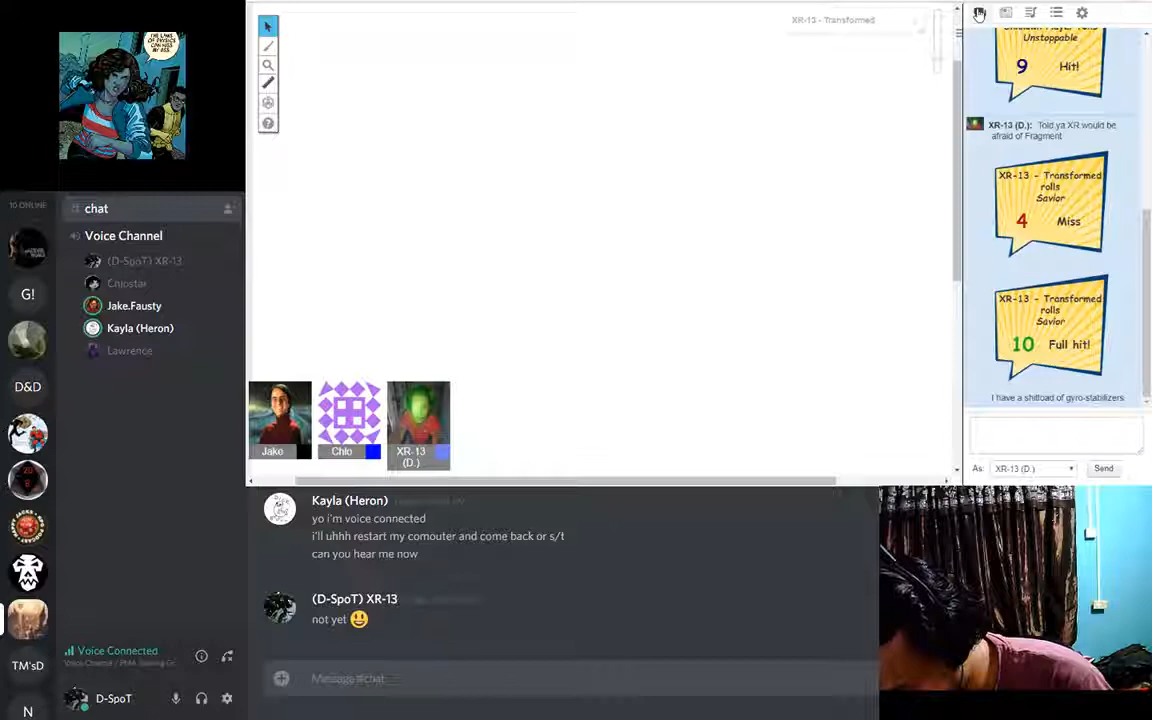 THE LAWS
OF PHYSICS
CAN KISS
MY ASS.
10 ONLINE
G!
D&D
TM'sD
N
# chat
Voice Channel
(D-SpoT) XR-13
Chlostar
Jake.Fausty
Kayla (Heron)
Lawrence
Voice Connected
D-SpoT
XR-13 - Transformed
Jake
Chlo
XR-13
(D.)
Kayla (Heron)
yo i'm voice connected
i'll uhhh restart my comouter and come back or s/t
can you hear me now
(D-SpoT) XR-13
not yet 😃
Message #chat
Unstoppable
9 Hit!
XR-13 (D.): Told ya XR would be
afraid of Fragment
XR-13 - Transformed
rolls
Savior
4 Miss
XR-13 - Transformed
rolls
Savior
10 Full hit!
I have a shitload of gyro-stabilizers
As: XR-13 (D.) Send